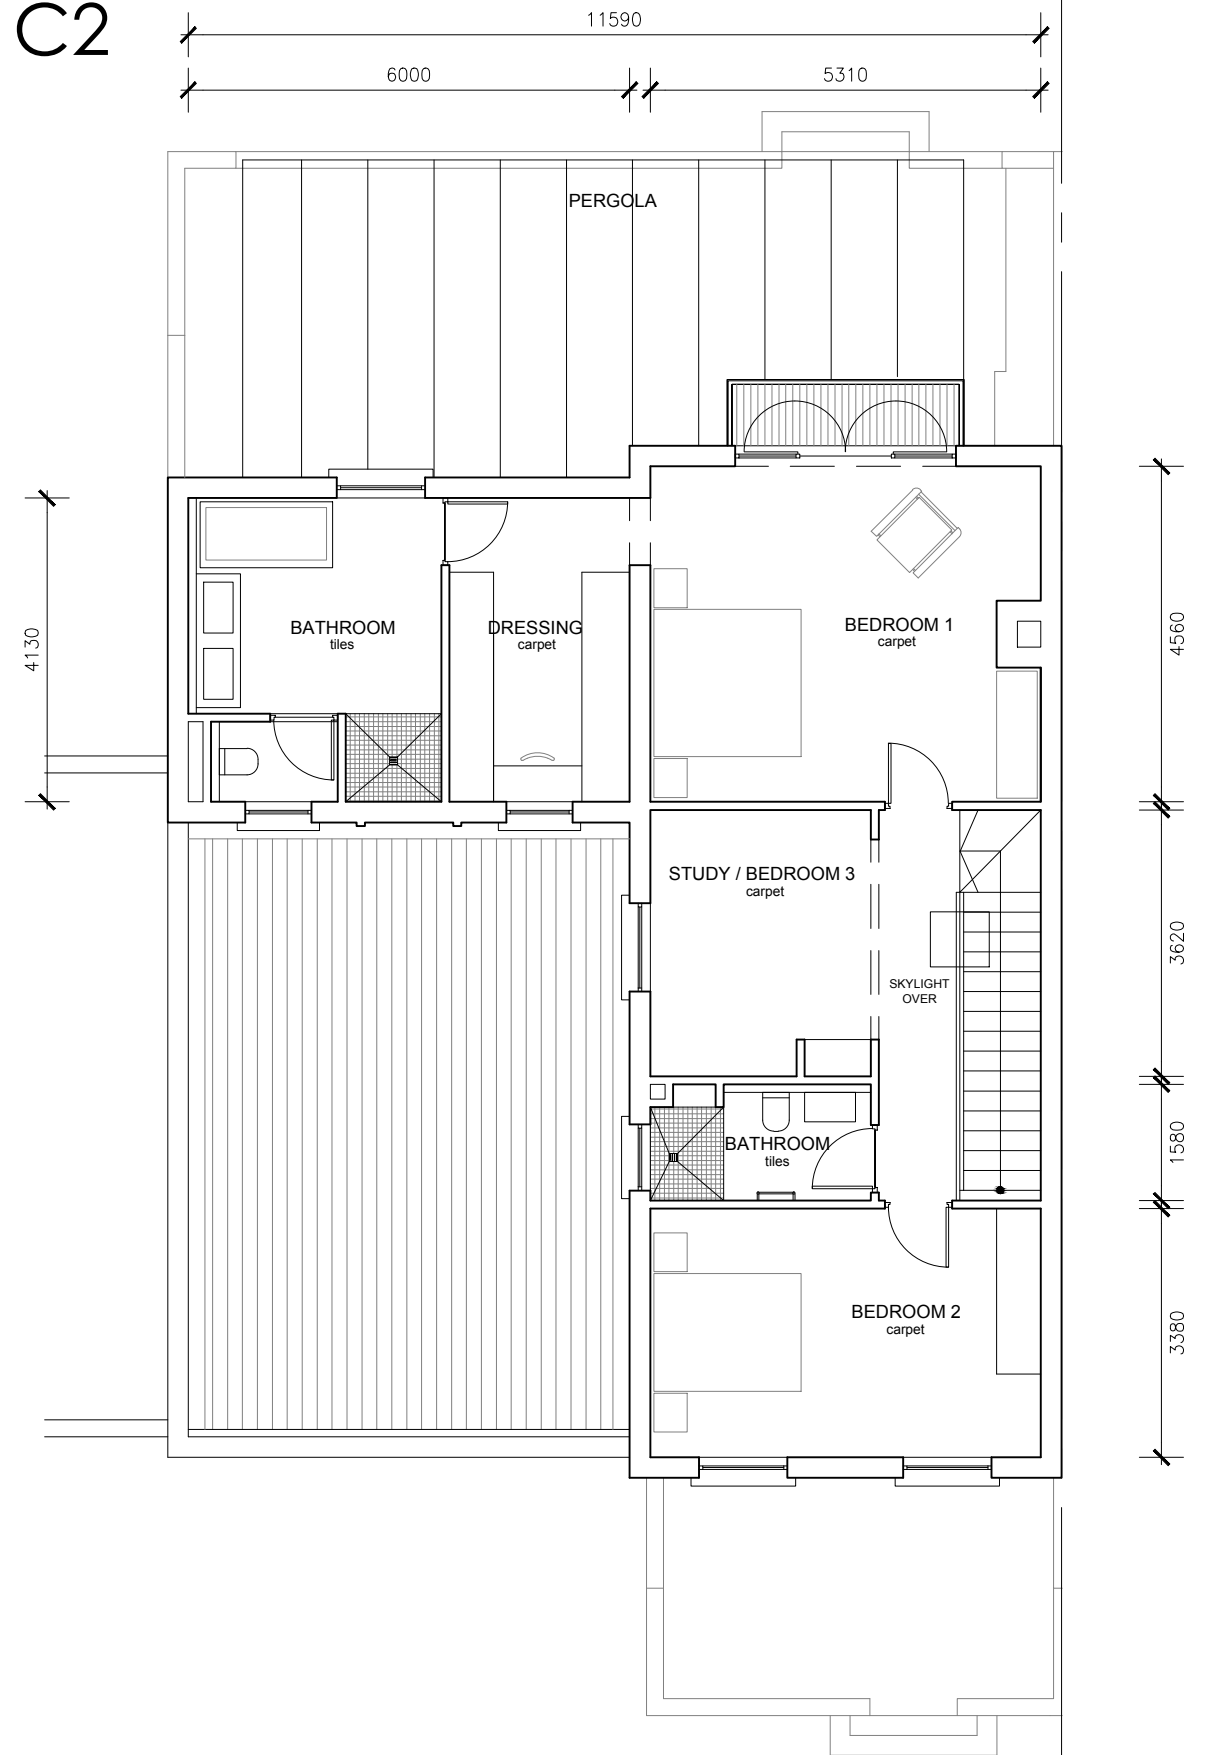 C2
11590
6000
5310
PERGOLA
4130
BATHROOM
tiles
DRESSING
carpet
BEDROOM 1
carpet
4560
STUDY / BEDROOM 3
carpet
3620
SKYLIGHT
OVER
BATHROOM
tiles
1580
BEDROOM 2
carpet
3380